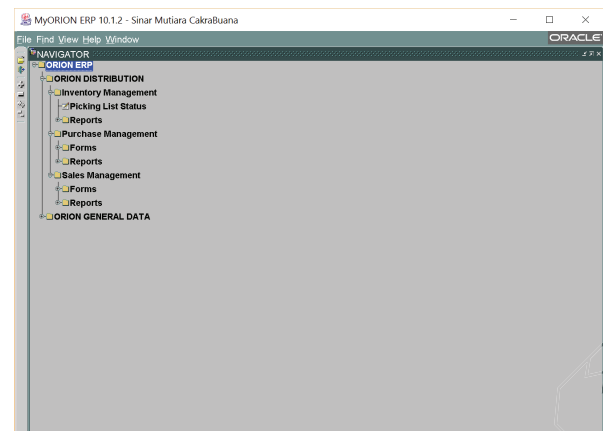 MyORION ERP 10.1.2 - Sinar Mutiara CakraBuana
File Find View Help Window
ORACLE
NAVIGATOR
ORION ERP
ORION DISTRIBUTION
Inventory Management
Picking List Status
Reports
Purchase Management
Forms
Reports
Sales Management
Forms
Reports
ORION GENERAL DATA